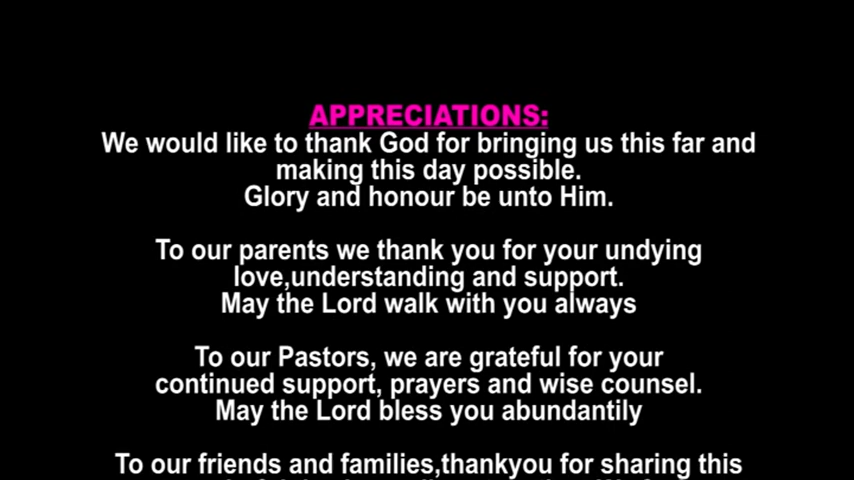 APPRECIATIONS:
We would like to thank God for bringing us this far and
making this day possible.
Glory and honour be unto Him.
To our parents we thank you for your undying
love,understanding and support.
May the Lord walk with you always
To our Pastors, we are grateful for your
continued support, prayers and wise counsel.
May the Lord bless you abundantily
To our friends and families,thankyou for sharing this